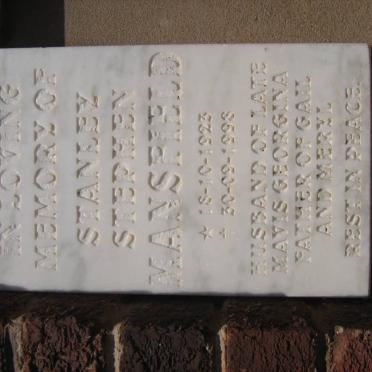 IN LOVING
MEMORY OF
STANLEY
STEPHEN
MANSFIELD
18-10-1923
30-09-1998
HUSBAND OF LATE
MAVIS GEORGINA
FATHER OF GAIL
AND MERYL
REST IN PEACE.